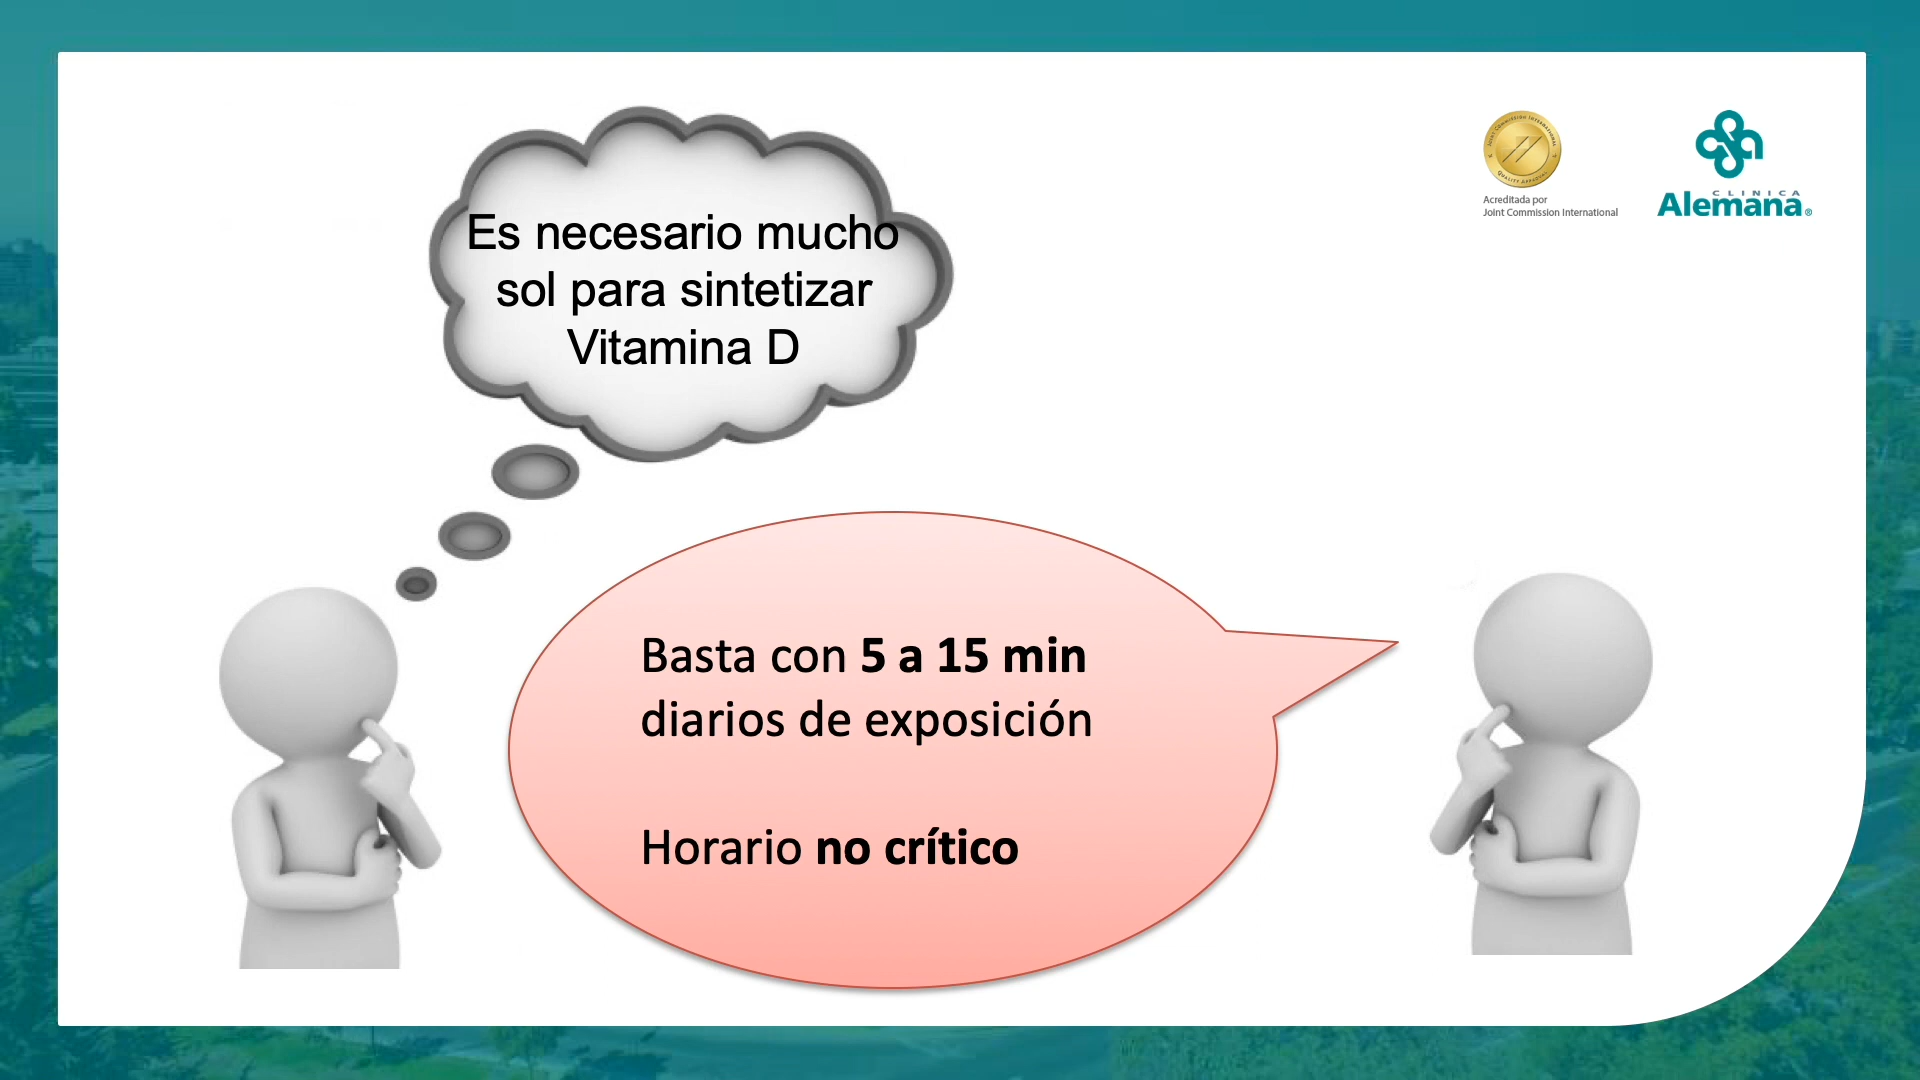 Es necesario mucho
sol para sintetizar
Vitamina D
Acreditada por
Joint Commission International
CLINICA
Alemana®
Basta con 5 a 15 min
diarios de exposición
Horario no crítico